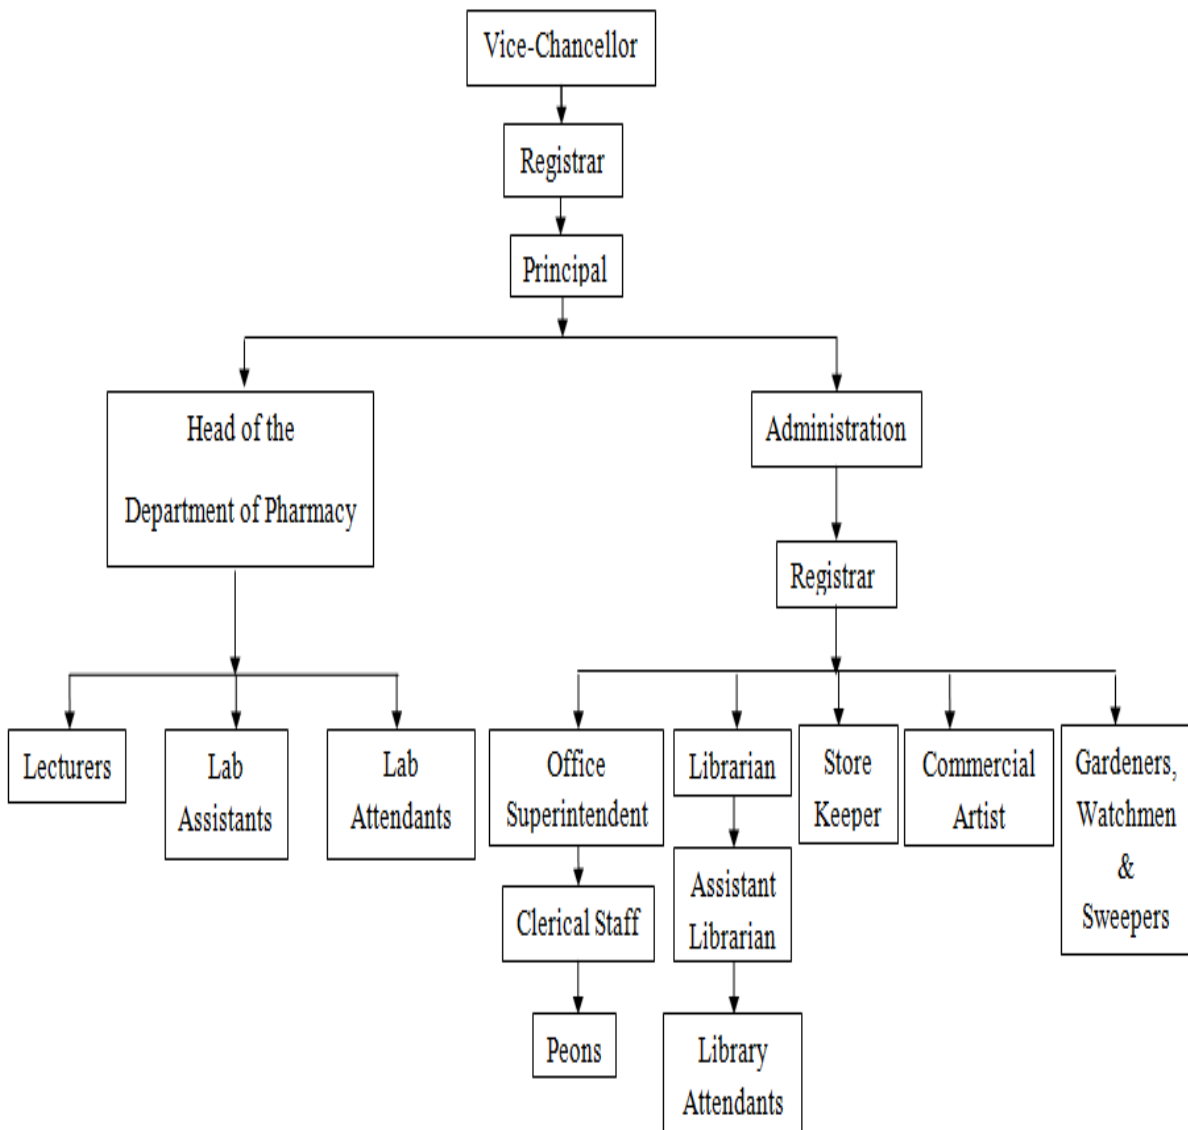 Vice-Chancellor
Registrar
Principal
Head of the
Department of Pharmacy
Administration
Registrar
Lecturers
Lab
Assistants
Lab
Attendants
Office
Superintendent
Librarian
Store
Keeper
Commercial
Artist
Gardeners,
Watchmen
&
Sweepers
Clerical Staff
Assistant
Librarian
Peons
Library
Attendants